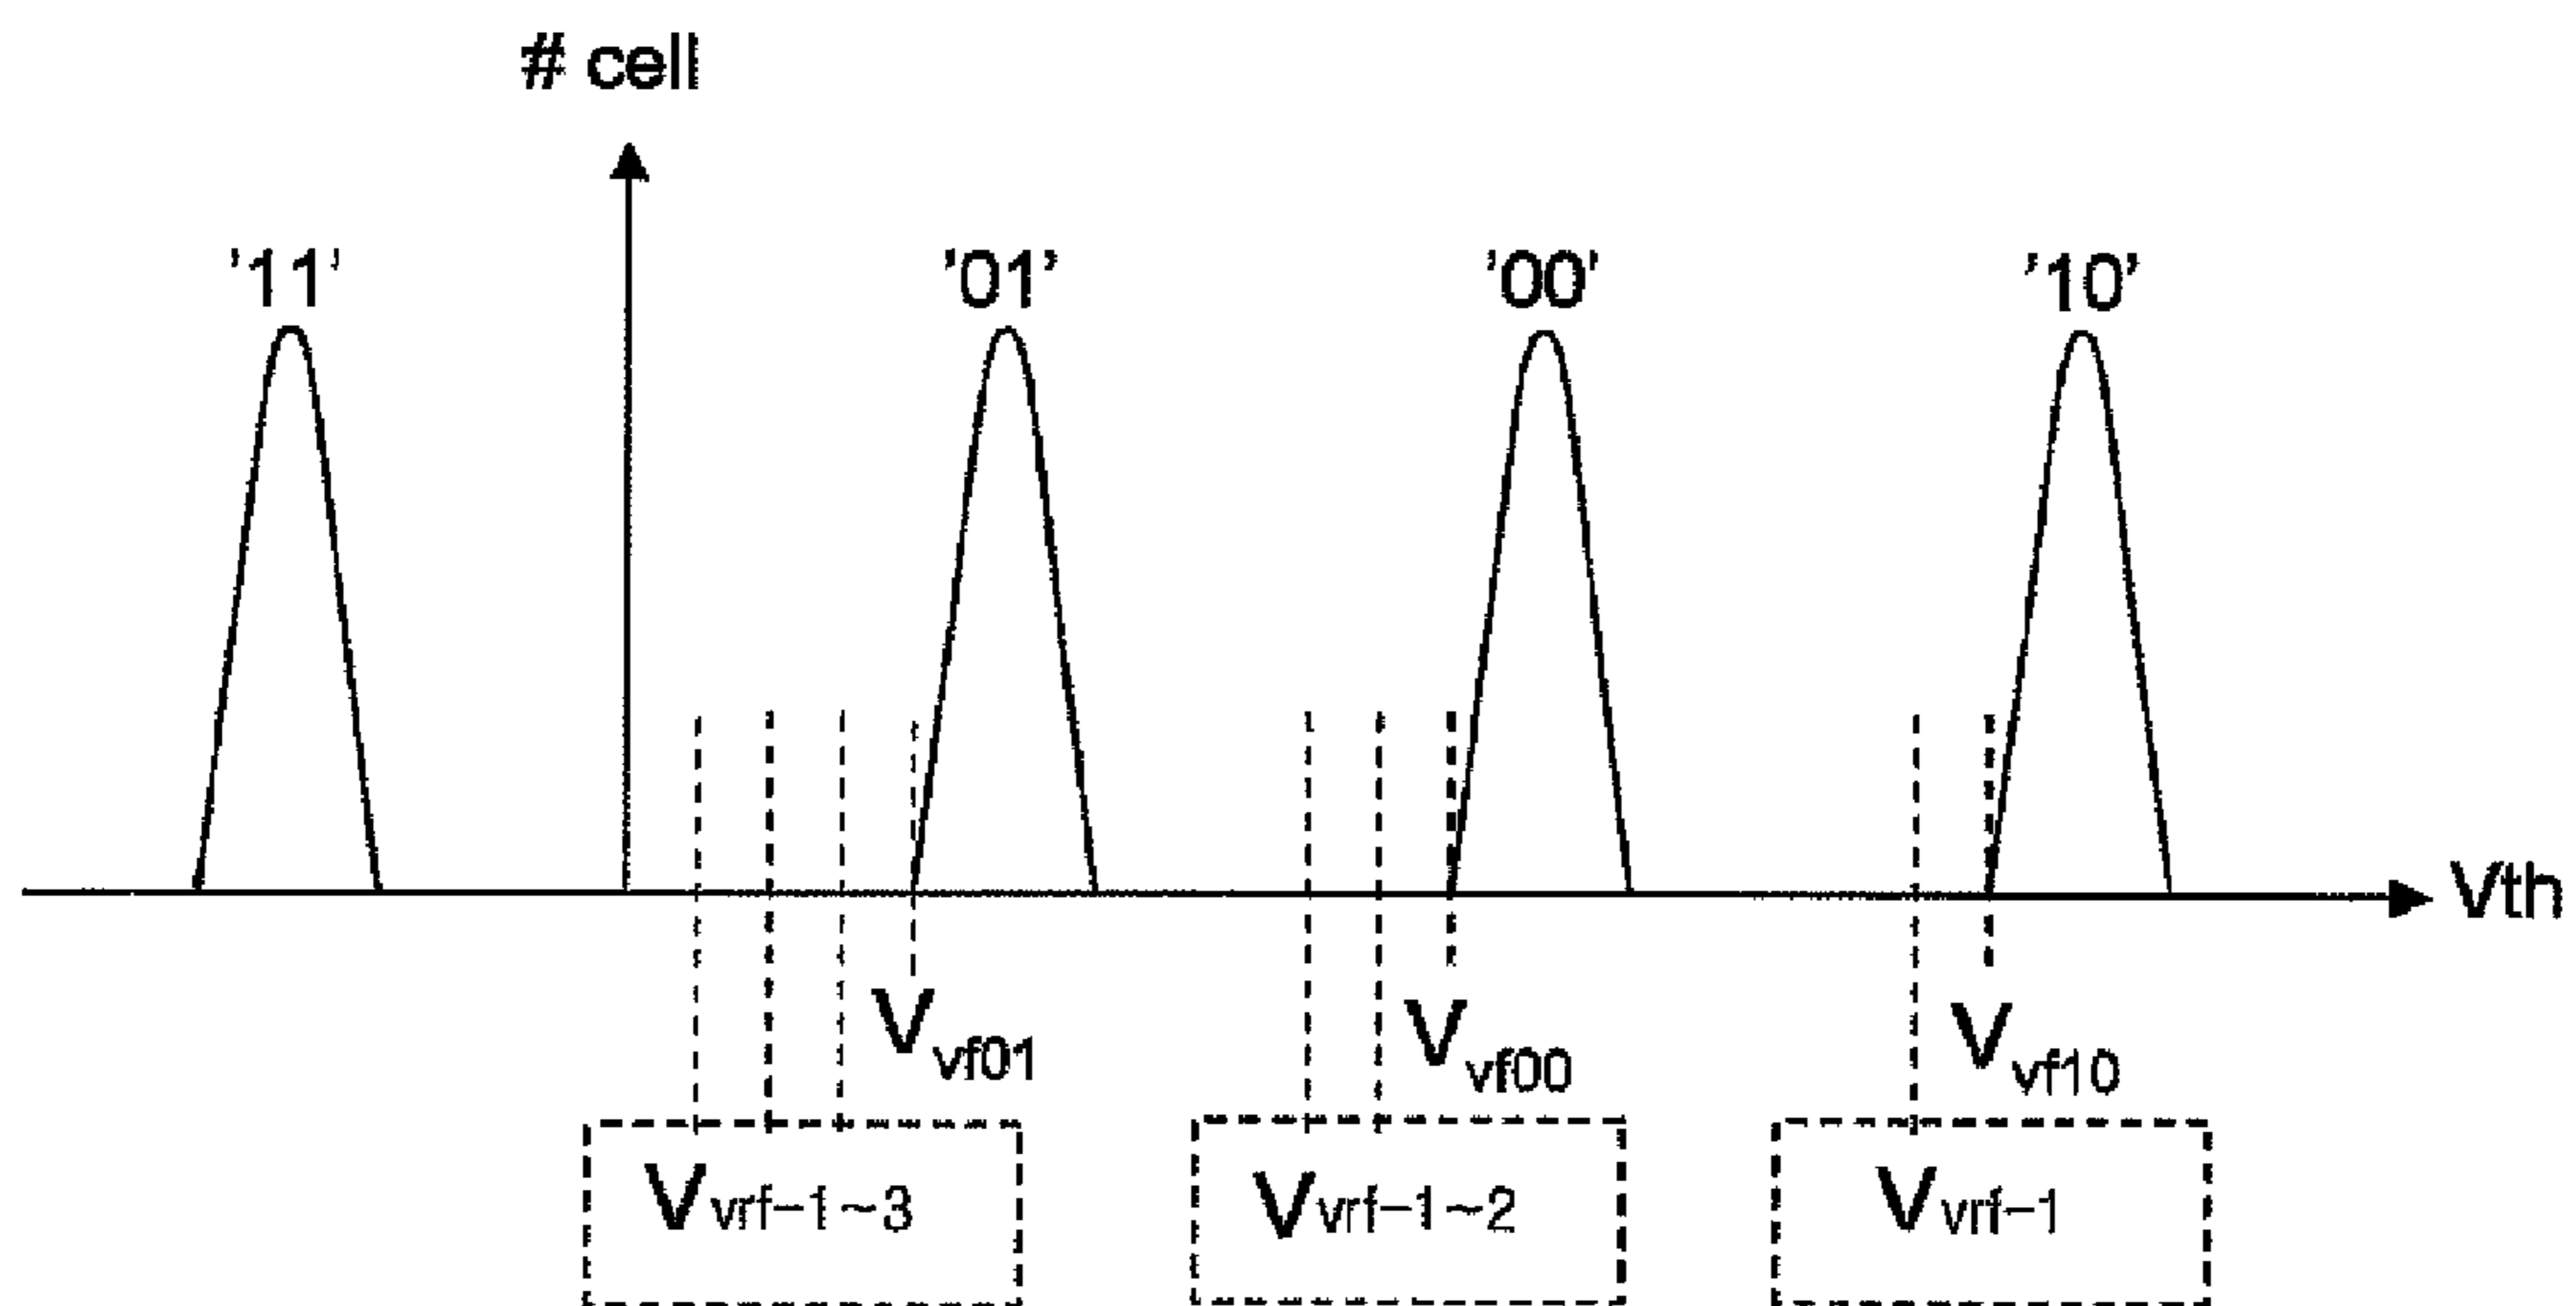 # cell
'11' '01' '00' '10'
Vth
Vvf01 Vvf00 Vvf10
Vvrf-1~3 Vvrf-1~2 Vvrf-1